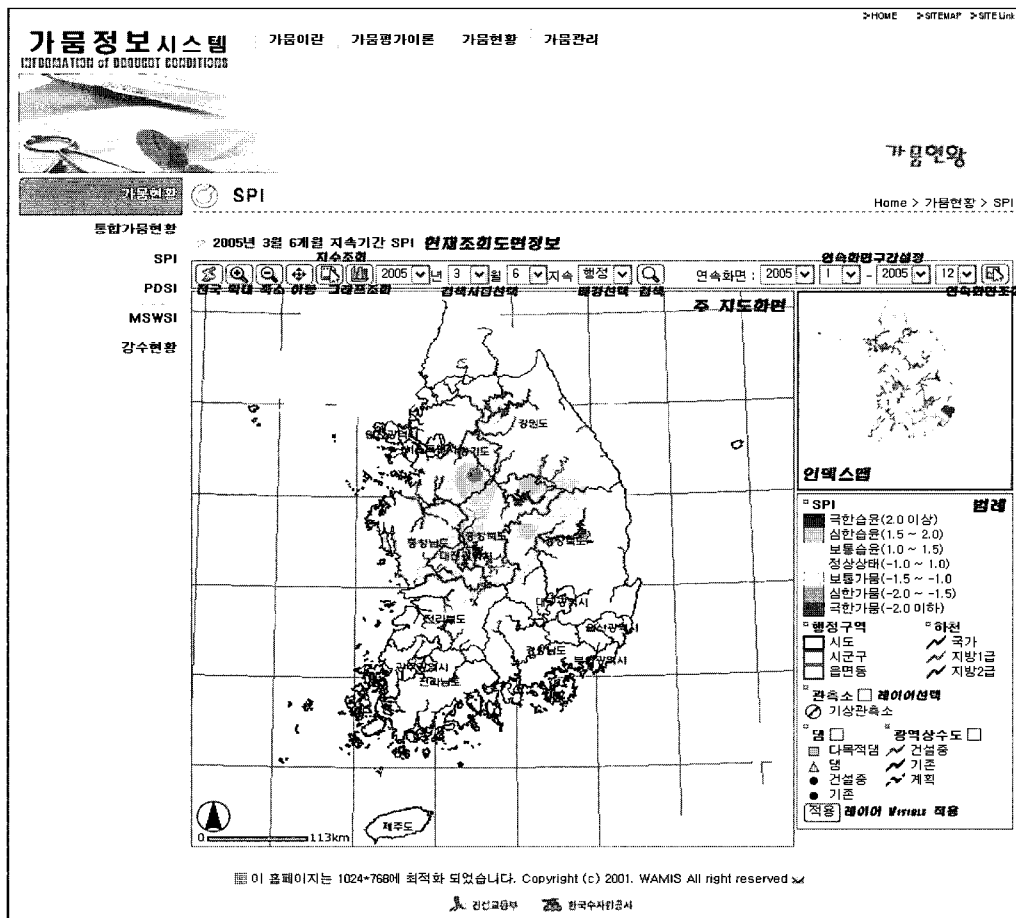 >HOME >SITEMAP >SITE Link
가뭄정보시스템
INFORMATION of DROUGHT CONDITIONS
가뭄이란 가뭄평가이론 가뭄현황 가뭄관리
가뭄현황
가뭄현황
SPI
Home > 가뭄현황 > SPI
통합가뭄현황
SPI
PDSI
MSWSI
강수현황
2005년 3월 6개월 지속기간 SPI 현재조회도면정보
지수조회
연속화면구간설정
2005 년 3 월 6 지속 행정
연속화면 : 2005 1 - 2005 12
전국 확대 축소 이동 그래프조회 검색시점선택 배경선택 검색
연속화면조회
주 지도화면
강원도
경기도
충청남도
충청북도
대전광역시
경상북도
대구광역시
전라북도
울산광역시
경상남도
부산광역시
광주광역시
전라남도
제주도
0 113km
인덱스맵
SPI 범례
극한습윤(2.0 이상)
심한습윤(1.5 ~ 2.0)
보통습윤(1.0 ~ 1.5)
정상상태(-1.0 ~ 1.0)
보통가뭄(-1.5 ~ -1.0
심한가뭄(-2.0 ~ -1.5)
극한가뭄(-2.0 이하)
행정구역 하천
시도 국가
시군구 지방1급
읍면동 지방2급
관측소 레이어선택
기상관측소
댐 광역상수도
다목적댐 건설중
댐 기존
건설중 계획
기존
적용 레이어 Visible 적용
이 홈페이지는 1024*768에 최적화 되었습니다. Copyright (c) 2001. WAMIS All right reserved
건설교통부 한국수자원공사